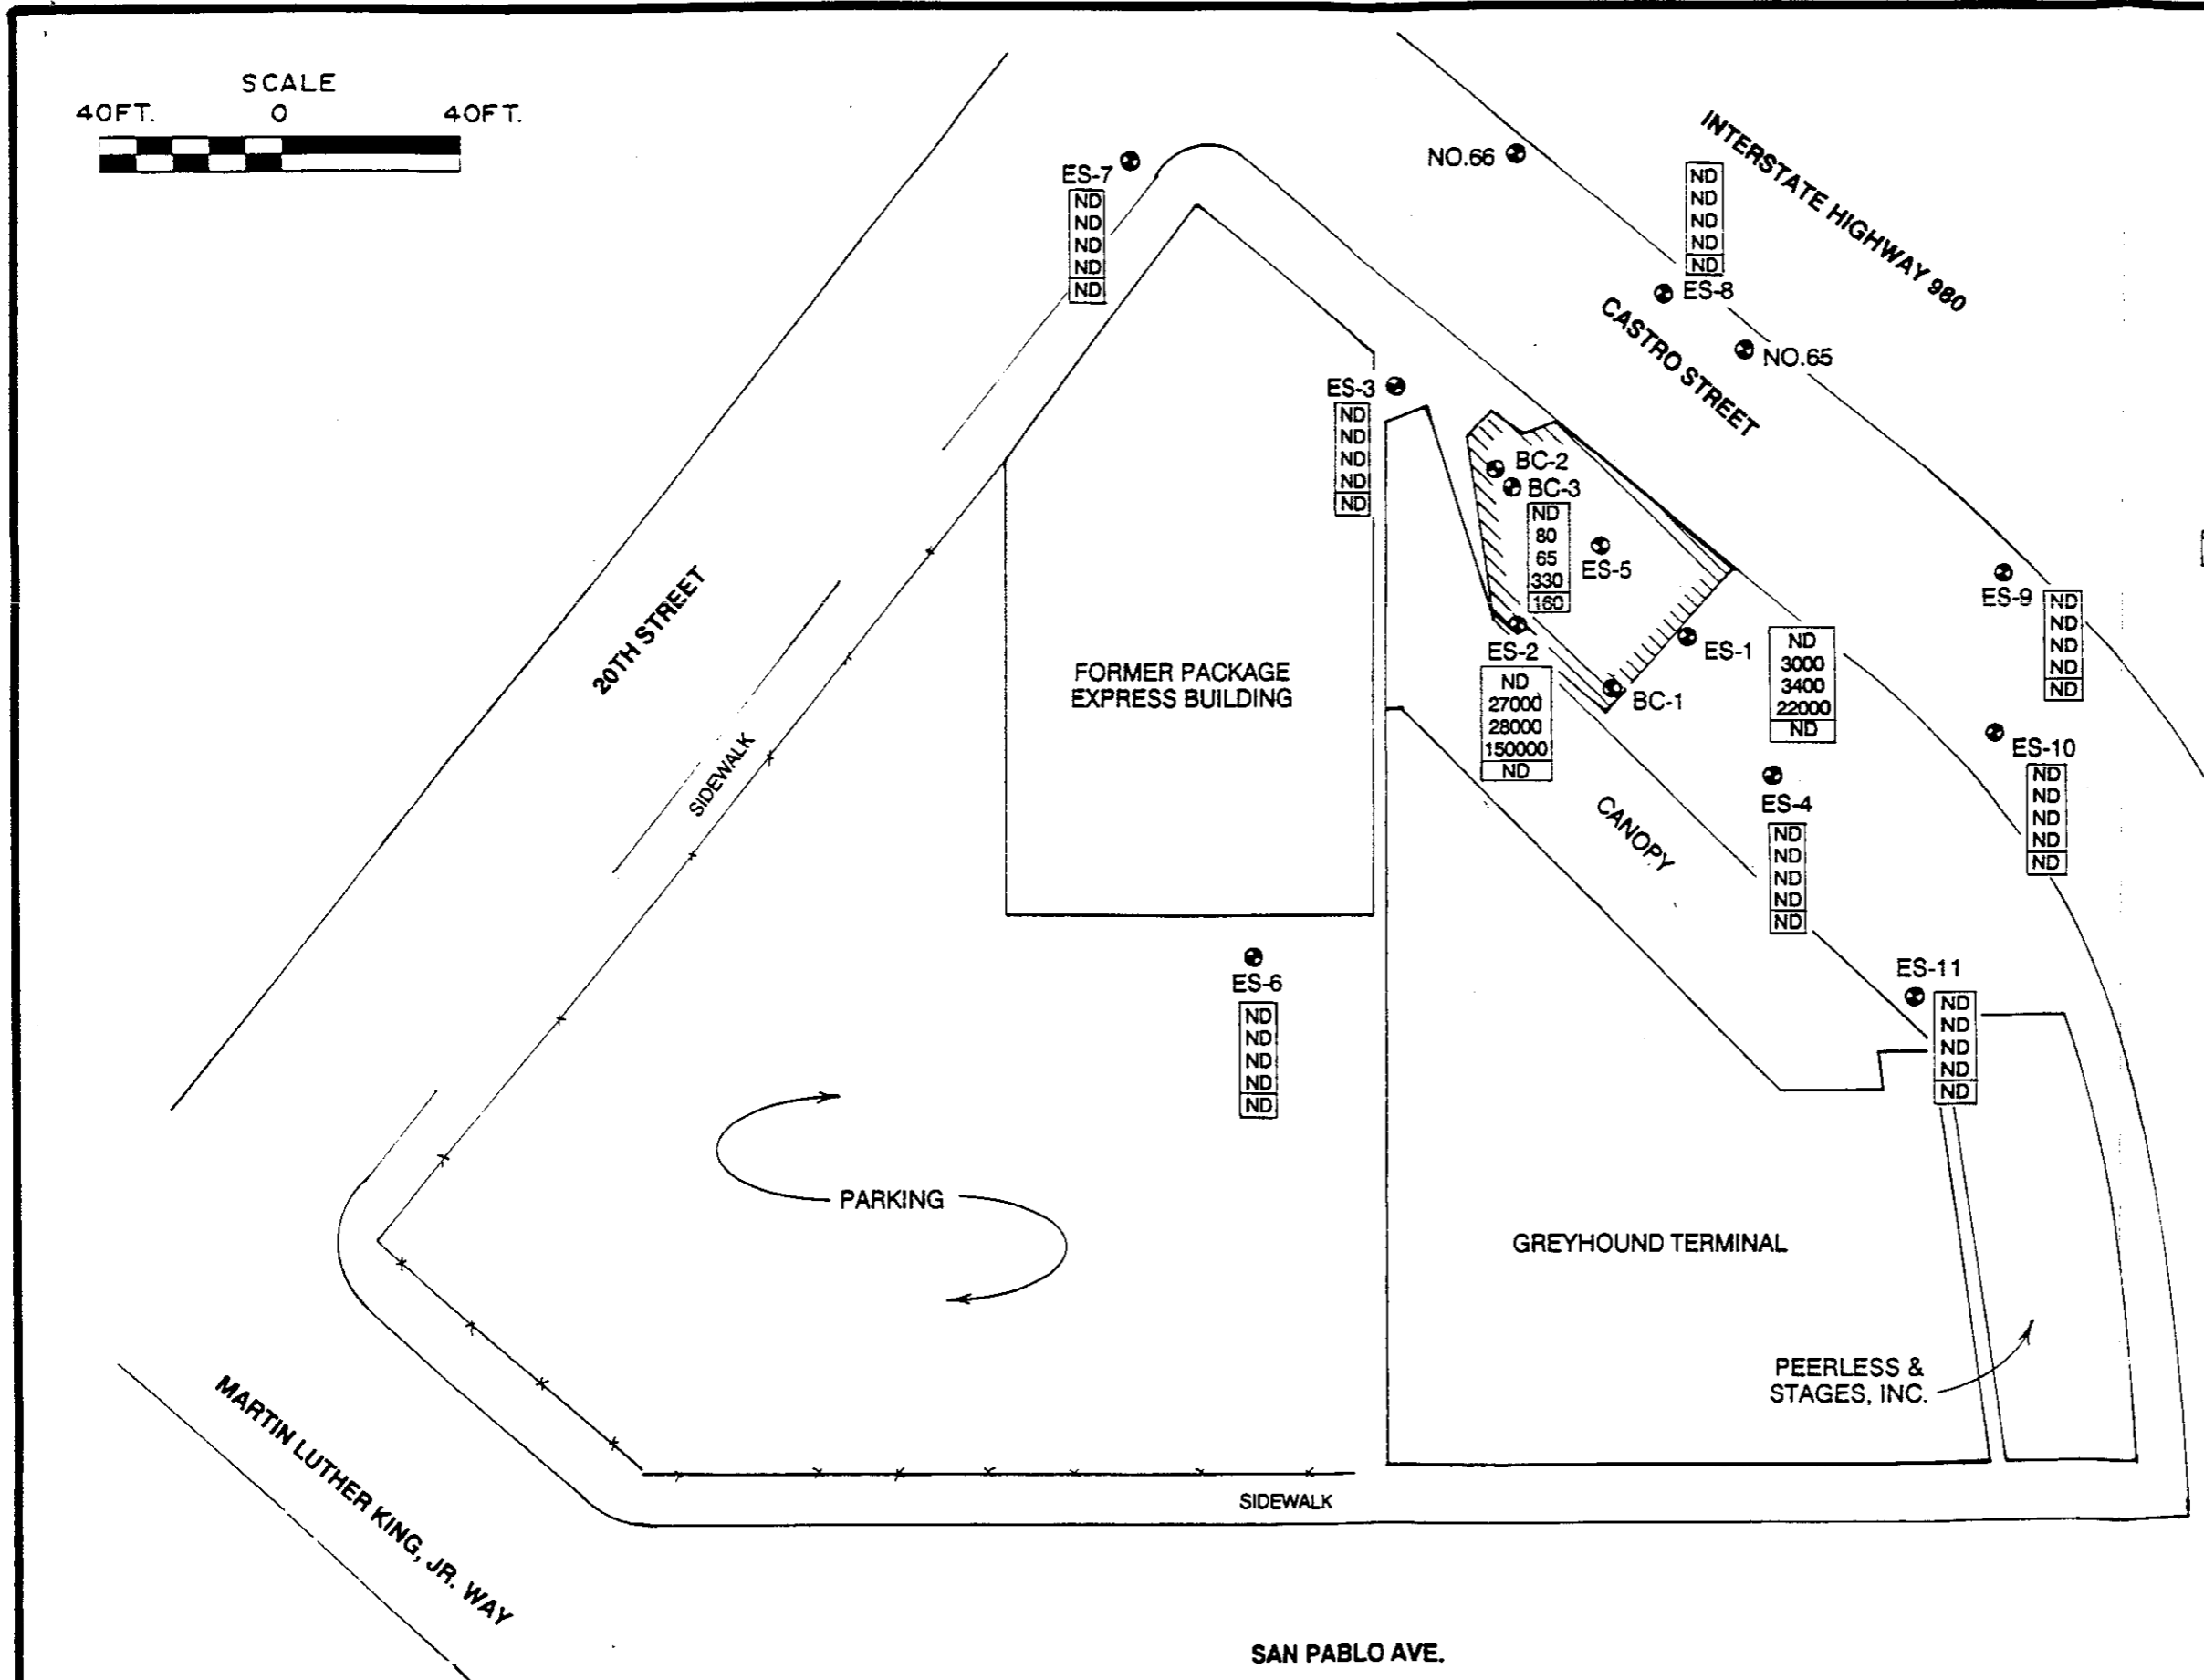 SCALE
40FT. 0 40FT.
INTERSTATE HIGHWAY 980
NO.66
ES-7
ND
ND
ND
ND
ND
ND
ND
ND
ND
ND
ES-8
CASTRO STREET
NO.65
ES-3
ND
ND
ND
ND
ND
BC-2
BC-3
ND
80
65
330
160
ES-5
ES-9
ND
ND
ND
ND
ND
20TH STREET
ES-2
ND
27000
28000
150000
ND
ES-1
ND
3000
3400
22000
ND
BC-1
FORMER PACKAGE
EXPRESS BUILDING
SIDEWALK
ES-10
ND
ND
ND
ND
ND
CANOPY
ES-4
ND
ND
ND
ND
ND
ES-6
ND
ND
ND
ND
ND
ES-11
ND
ND
ND
ND
ND
PARKING
GREYHOUND TERMINAL
PEERLESS &
STAGES, INC.
SIDEWALK
MARTIN LUTHER KING, JR. WAY
SAN PABLO AVE.